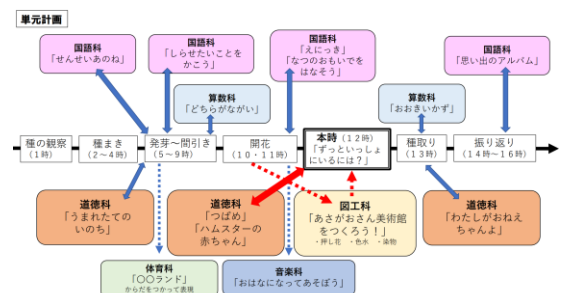 単元計画
国語科
「せんせいあのね」
国語科
「しらせたいことを
かこう」
国語科
「えにっき」
「なつのおもいでを
はなそう」
国語科
「思い出のアルバム」
算数科
「どちらがながい」
算数科
「おおきいかず」
種の観察
(1時)
種まき
(2～4時)
発芽～間引き
(5～9時)
開花
(10・11時)
本時(12時)
「ずっといっしょ
にいるには?」
種取り
(13時)
振り返り
(14時～16時)
道徳科
「うまれたての
いのち」
道徳科
「つばめ」
「ハムスターの
赤ちゃん」
図工科
「あさがおさん美術館
をつくろう!」
・押し花 ・色水 ・染物
道徳科
「わたしがおねえ
ちゃんよ」
体育科
「〇〇ランド」
からだをつかって表現
音楽科
「おはなになってあそぼう」